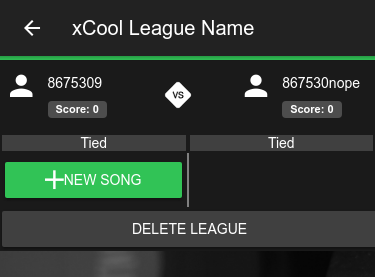 xCool League Name
8675309
Score: 0
VS
867530nope
Score: 0
Tied
Tied
NEW SONG
DELETE LEAGUE